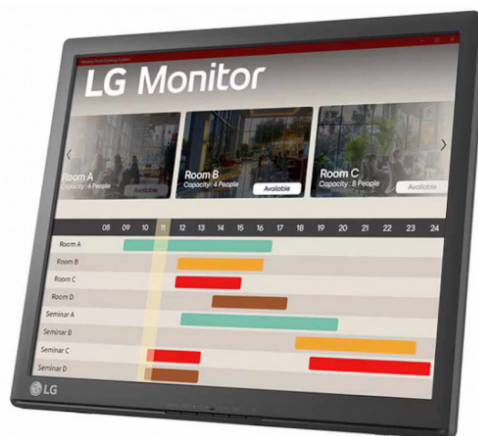 LG Monitor
Room A
Capacity : 4 People
Available
Room B
Capacity : 4 People
Available
Room C
Capacity : 8 People
Available
08 09 10 11 12 13 14 15 16 17 18 19 20 21 22 23 24
Room A
Room B
Room C
Room D
Seminar A
Seminar B
Seminar C
Seminar D
LG